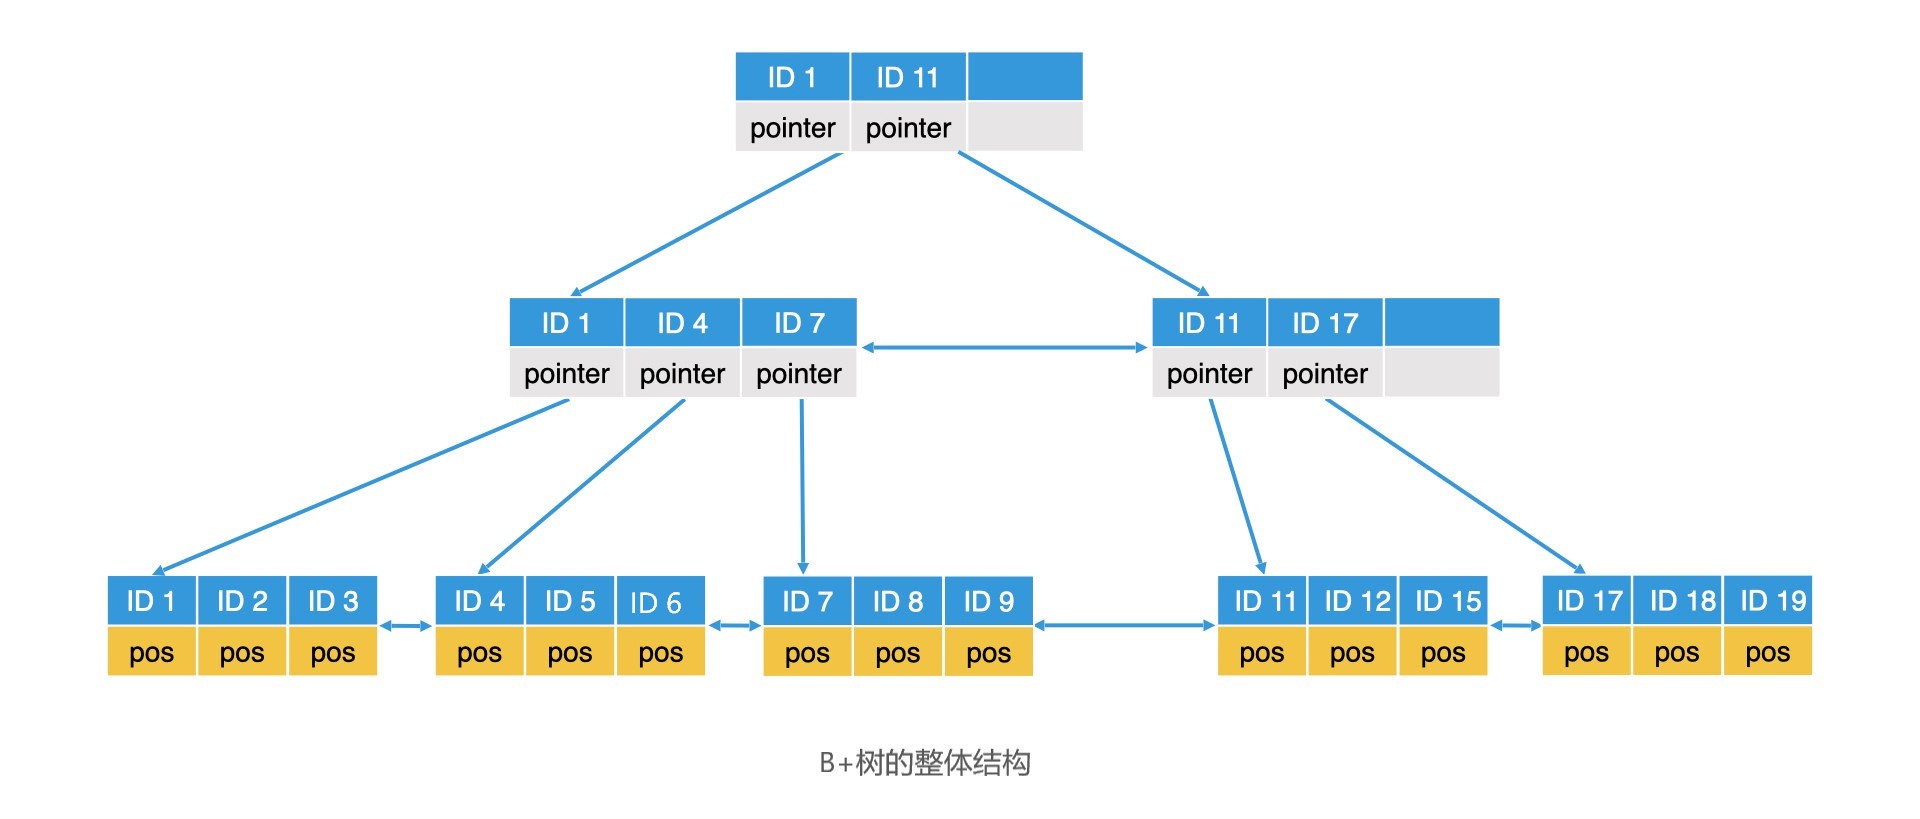 ID 1 ID 11
pointer pointer
ID 1 ID 4 ID 7 ID 11 ID 17
pointer pointer pointer pointer pointer
ID 1 ID 2 ID 3 ID 4 ID 5 ID 6 ID 7 ID 8 ID 9 ID 11 ID 12 ID 15 ID 17 ID 18 ID 19
pos pos pos pos pos pos pos pos pos pos pos pos pos pos pos
B+树的整体结构